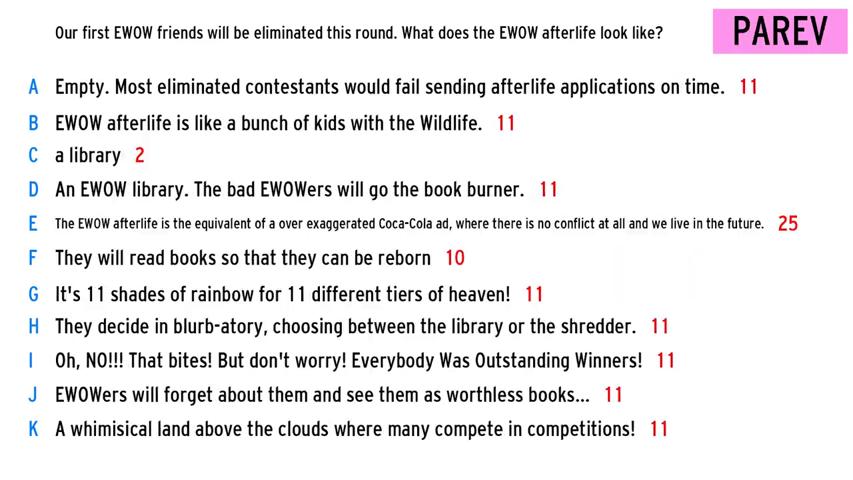 Our first EWOW friends will be eliminated this round. What does the EWOW afterlife look like?
PAREV
A Empty. Most eliminated contestants would fail sending afterlife applications on time. 11
B EWOW afterlife is like a bunch of kids with the Wildlife. 11
C a library 2
D An EWOW library. The bad EWOWers will go the book burner. 11
E The EWOW afterlife is the equivalent of a over exaggerated Coca-Cola ad, where there is no conflict at all and we live in the future. 25
F They will read books so that they can be reborn 10
G It's 11 shades of rainbow for 11 different tiers of heaven! 11
H They decide in blurb-atory, choosing between the library or the shredder. 11
I Oh, NO!!! That bites! But don't worry! Everybody Was Outstanding Winners! 11
J EWOWers will forget about them and see them as worthless books... 11
K A whimisical land above the clouds where many compete in competitions! 11